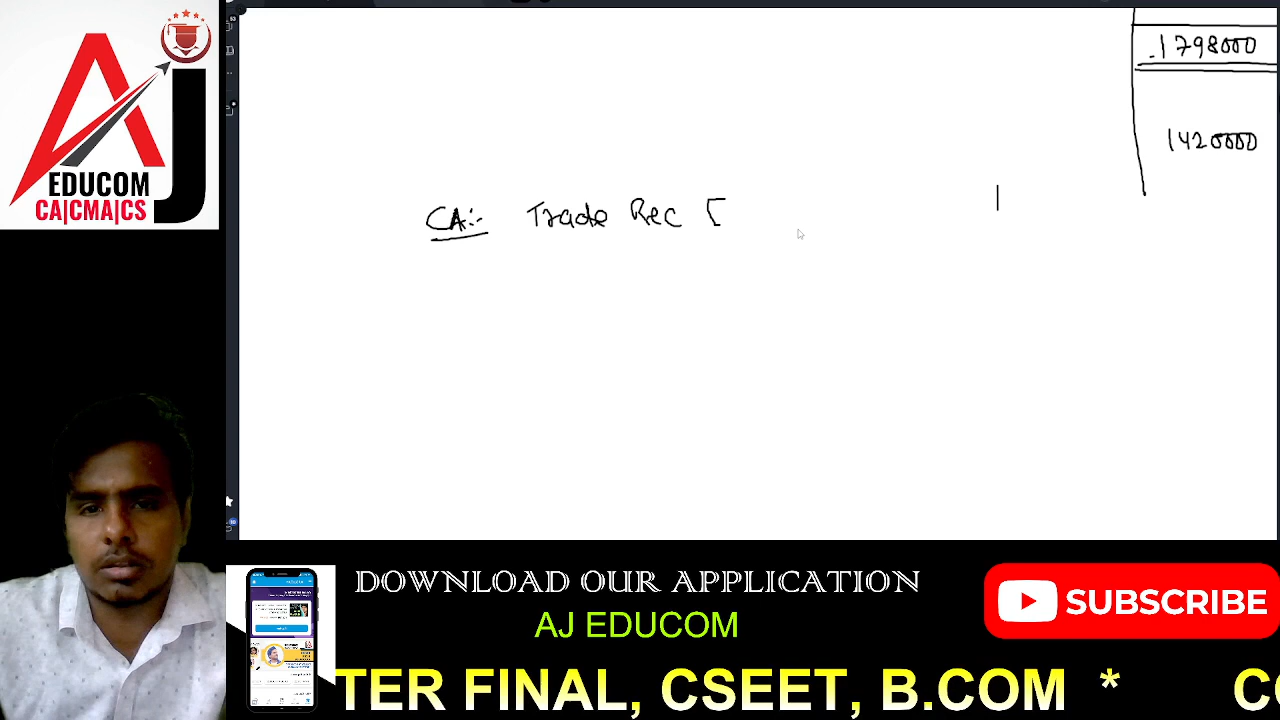 EDUCOM
CA|CMA|CS
1798000
1420000
CA:- Trade Rec [
DOWNLOAD OUR APPLICATION
AJ EDUCOM
SUBSCRIBE
TER FINAL, CSEET, B.COM * CO